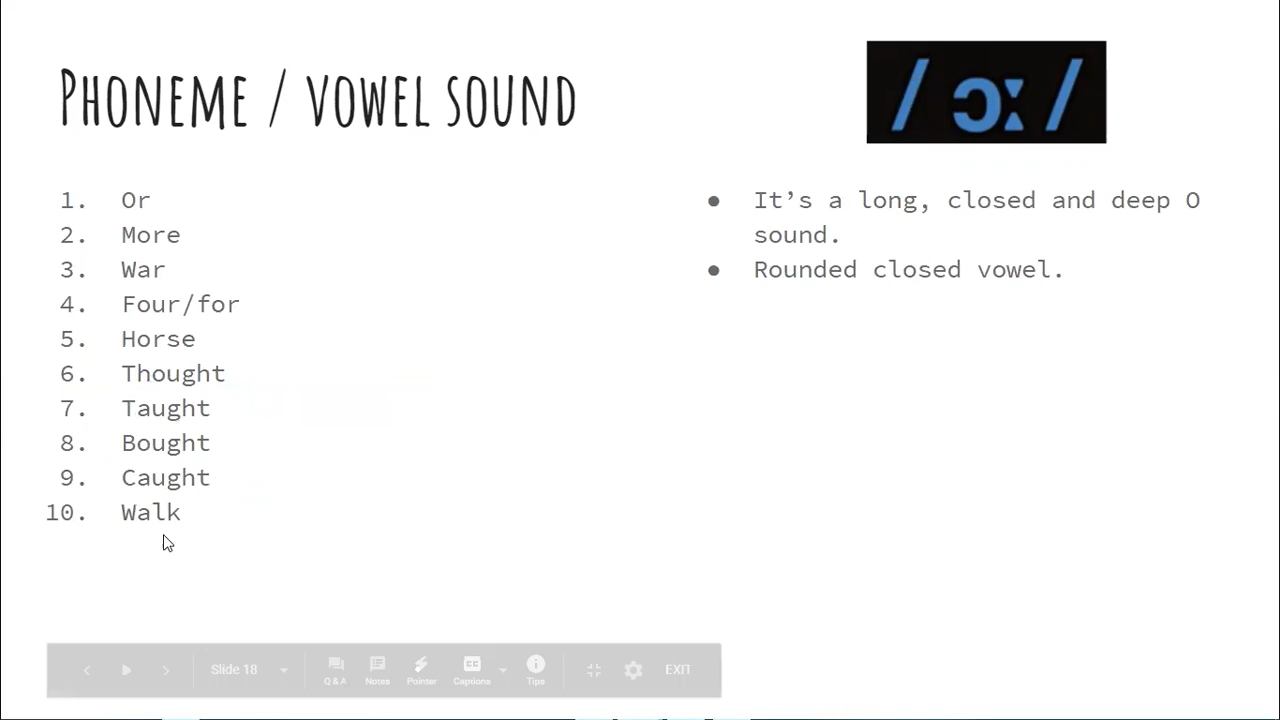 Phoneme / vowel sound
/ ɔː /
1. Or
2. More
3. War
4. Four/for
5. Horse
6. Thought
7. Taught
8. Bought
9. Caught
10. Walk
● It’s a long, closed and deep O
sound.
● Rounded closed vowel.
Slide 18
Q & A
Notes
Pointer
Captions
Tips
EXIT